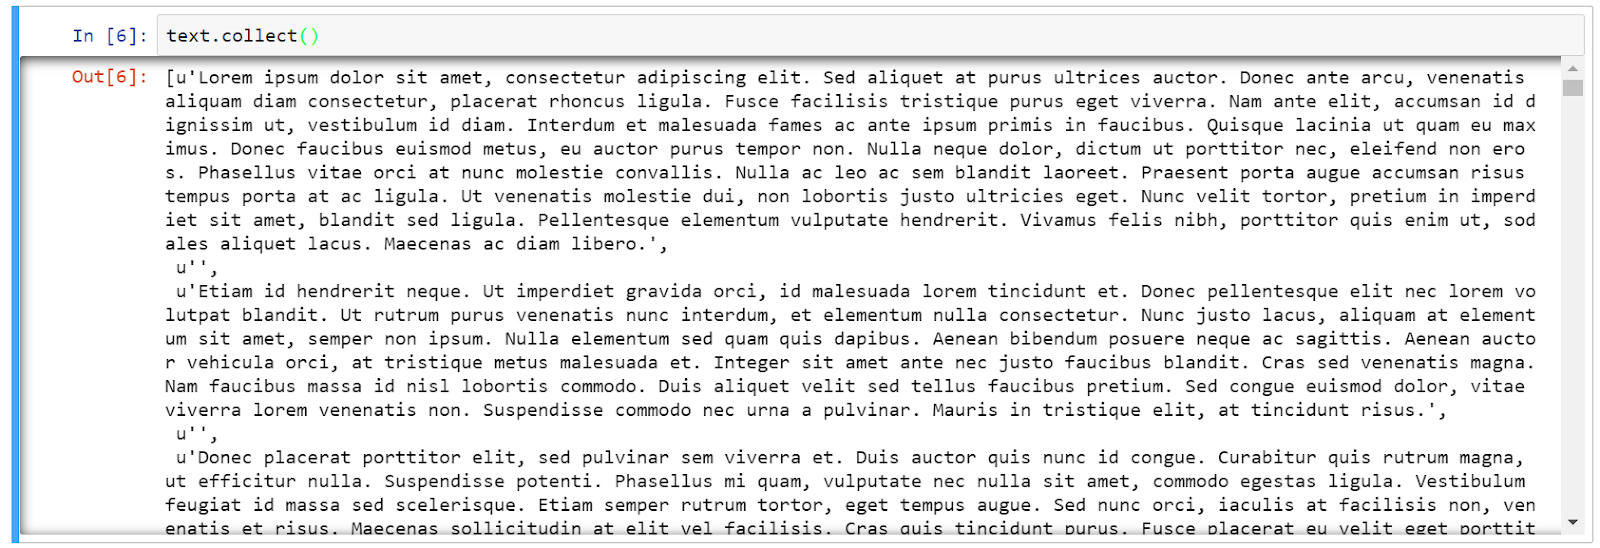 In [6]: text.collect()
Out[6]: [u'Lorem ipsum dolor sit amet, consectetur adipiscing elit. Sed aliquet at purus ultrices auctor. Donec ante arcu, venenatis
aliquam diam consectetur, placerat rhoncus ligula. Fusce facilisis tristique purus eget viverra. Nam ante elit, accumsan id d
ignissim ut, vestibulum id diam. Interdum et malesuada fames ac ante ipsum primis in faucibus. Quisque lacinia ut quam eu max
imus. Donec faucibus euismod metus, eu auctor purus tempor non. Nulla neque dolor, dictum ut porttitor nec, eleifend non ero
s. Phasellus vitae orci at nunc molestie convallis. Nulla ac leo ac sem blandit laoreet. Praesent porta augue accumsan risus
tempus porta at ac ligula. Ut venenatis molestie dui, non lobortis justo ultricies eget. Nunc velit tortor, pretium in imperd
iet sit amet, blandit sed ligula. Pellentesque elementum vulputate hendrerit. Vivamus felis nibh, porttitor quis enim ut, sod
ales aliquet lacus. Maecenas ac diam libero.',
u'',
u'Etiam id hendrerit neque. Ut imperdiet gravida orci, id malesuada lorem tincidunt et. Donec pellentesque elit nec lorem vo
lutpat blandit. Ut rutrum purus venenatis nunc interdum, et elementum nulla consectetur. Nunc justo lacus, aliquam at element
um sit amet, semper non ipsum. Nulla elementum sed quam quis dapibus. Aenean bibendum posuere neque ac sagittis. Aenean aucto
r vehicula orci, at tristique metus malesuada et. Integer sit amet ante nec justo faucibus blandit. Cras sed venenatis magna.
Nam faucibus massa id nisl lobortis commodo. Duis aliquet velit sed tellus faucibus pretium. Sed congue euismod dolor, vitae
viverra lorem venenatis non. Suspendisse commodo nec urna a pulvinar. Mauris in tristique elit, at tincidunt risus.',
u'',
u'Donec placerat porttitor elit, sed pulvinar sem viverra et. Duis auctor quis nunc id congue. Curabitur quis rutrum magna,
ut efficitur nulla. Suspendisse potenti. Phasellus mi quam, vulputate nec nulla sit amet, commodo egestas ligula. Vestibulum
feugiat id massa sed scelerisque. Etiam semper rutrum tortor, eget tempus augue. Sed nunc orci, iaculis at facilisis non, ven
enatis et risus. Maecenas sollicitudin at elit vel facilisis. Cras quis tincidunt purus. Fusce placerat eu velit eget porttit